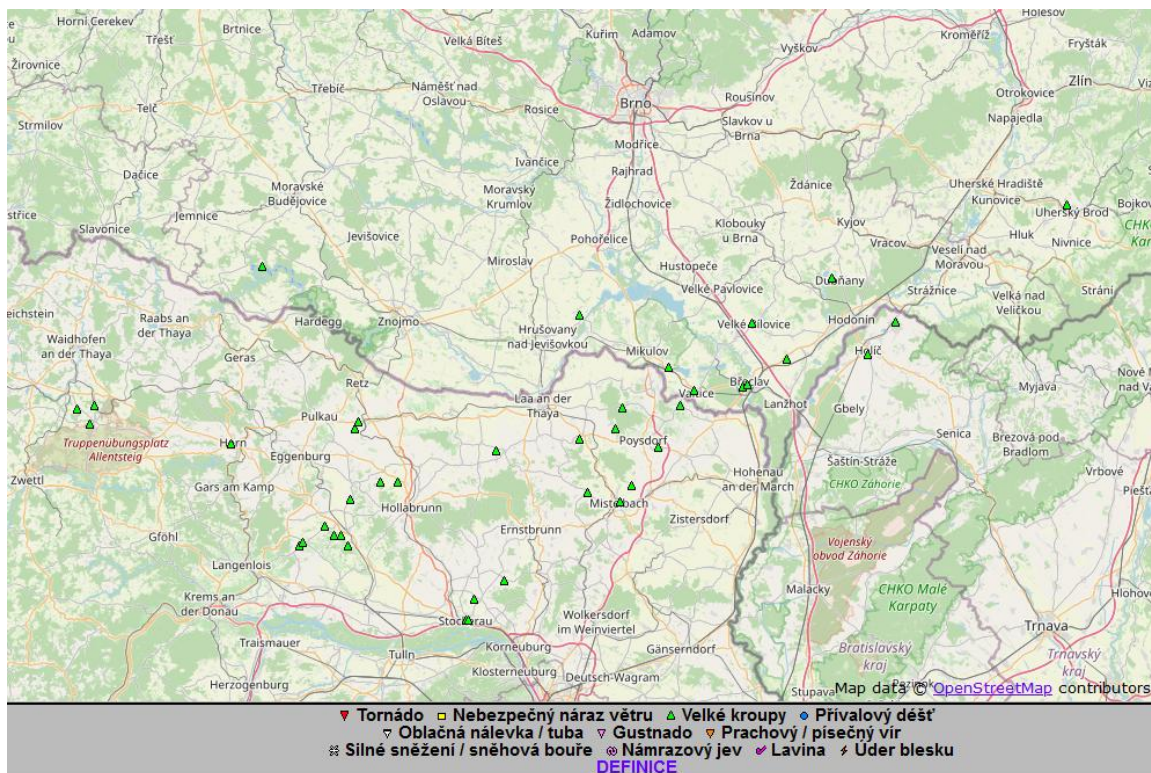 Horní Cerekev
Třešť
Brtnice
Velká Bíteš
Kuřim
Adamov
Vyškov
Kroměříž
Holešov
Fryšták
Žirovnice
Telč
Třebíč
Náměšť nad
Oslavou
Rosice
Brno
Rousínov
Otrokovice
Zlín
Strmilov
Slavkov u
Brna
Napajedla
Modřice
Dačice
Ivančice
Rajhrad
Moravské
Budějovice
Moravský
Krumlov
Židlochovice
Ždánice
Uherské Hradiště
Kunovice
Jemnice
Uherský Brod
Slavonice
Jevišovice
Pohořelice
Klobouky
u Brna
Kyjov
Hluk
Nivnice
Vracov
Veselí nad
Moravou
Miroslav
Hustopeče
Dubňany
Velké Pavlovice
Strážnice
Strání
Velká nad
Veličkou
Raabs an
der Thaya
Hardegg
Znojmo
Hodonín
Waidhofen
an der Thaya
Hrušovany
nad Jevišovkou
Velké Bílovice
Geras
Mikulov
Holíč
Retz
Břeclav
Valtice
Myjava
Laa an der
Thaya
Lanžhot
Gbely
Pulkau
Truppenübungsplatz
Allentsteig
Horn
Poysdorf
Senica
Brezová pod
Bradlom
Eggenburg
Šaštín-Stráže
Vrbové
Zwettl
Gars am Kamp
Hohenau
an der March
CHKO Záhorie
Hollabrunn
Mistelbach
Zistersdorf
Gföhl
Ernstbrunn
Vojenský
obvod Záhorie
Langenlois
Malacky
CHKO Malé
Karpaty
Krems an
der Donau
Stockerau
Wolkersdorf
im Weinviertel
Trnava
Traismauer
Tulln
Korneuburg
Gänserndorf
Bratislavský
kraj
Trnavský
kraj
Klosterneuburg
Herzogenburg
Deutsch-Wagram
Stupava
Pezinok
Map data © OpenStreetMap contributors
Tornádo Nebezpečný náraz větru Velké kroupy Přívalový déšť
Oblačná nálevka / tuba Gustnado Prachový / písečný vír
Silné sněžení / sněhová bouře Námrazový jev Lavina Úder blesku
DEFINICE